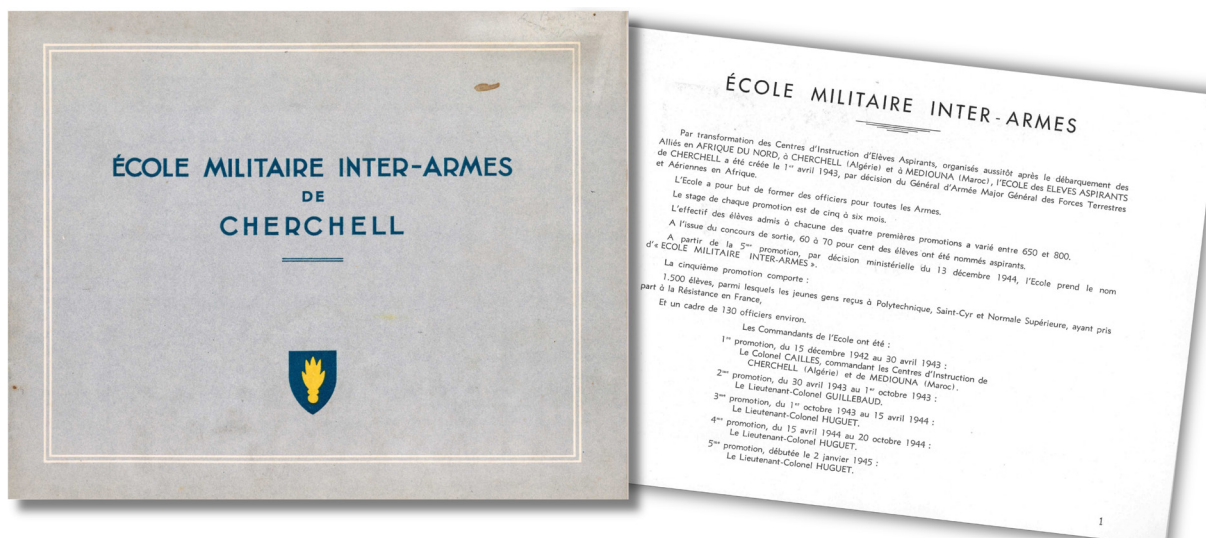 ÉCOLE MILITAIRE INTER-ARMES
DE
CHERCHELL
ÉCOLE MILITAIRE INTER-ARMES
Par transformation des Centres d'Instruction d'Elèves Aspirants, organisés aussitôt après le débarquement des
Alliés en AFRIQUE DU NORD, à CHERCHELL (Algérie) et à MEDIOUNA (Maroc), l'ECOLE des ELEVES ASPIRANTS
de CHERCHELL a été créée le 1er avril 1943, par décision du Général d'Armée Major Général des Forces Terrestres
et Aériennes en Afrique.
L'Ecole a pour but de former des officiers pour toutes les Armes.
Le stage de chaque promotion est de cinq à six mois.
L'effectif des élèves admis à chacune des quatre premières promotions a varié entre 650 et 800.
A l'issue du concours de sortie, 60 à 70 pour cent des élèves ont été nommés aspirants.
A partir de la 5me promotion, par décision ministérielle du 13 décembre 1944, l'Ecole prend le nom
d'« ECOLE MILITAIRE INTER-ARMES ».
La cinquième promotion comporte :
1.500 élèves, parmi lesquels les jeunes gens reçus à Polytechnique, Saint-Cyr et Normale Supérieure, ayant pris
part à la Résistance en France,
Et un cadre de 130 officiers environ.
Les Commandants de l'Ecole ont été :
1re promotion, du 15 décembre 1942 au 30 avril 1943 :
Le Colonel CAILLES, commandant les Centres d'Instruction de
CHERCHELL (Algérie) et de MEDIOUNA (Maroc).
2me promotion, du 30 avril 1943 au 1er octobre 1943 :
Le Lieutenant-Colonel GUILLEBAUD.
3me promotion, du 1er octobre 1943 au 15 avril 1944 :
Le Lieutenant-Colonel HUGUET.
4me promotion, du 15 avril 1944 au 20 octobre 1944 :
Le Lieutenant-Colonel HUGUET.
5me promotion, débutée le 2 janvier 1945 :
Le Lieutenant-Colonel HUGUET.
1